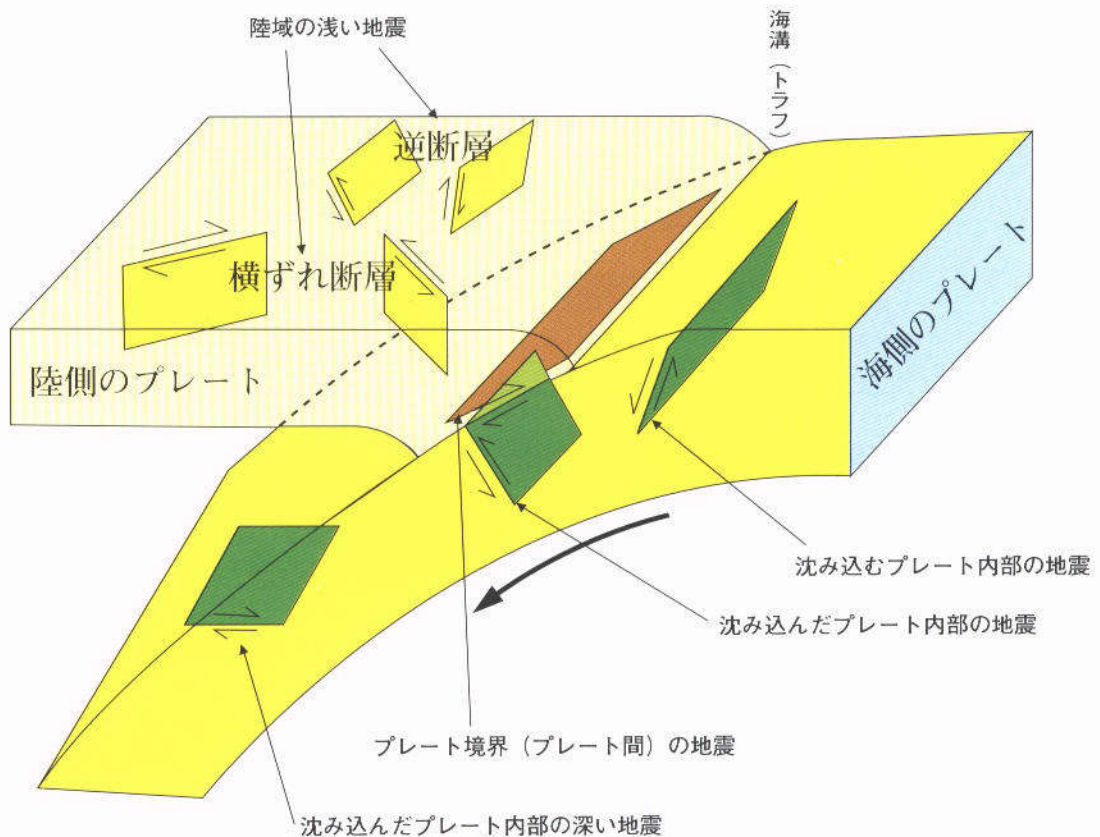 陸域の浅い地震
海溝（トラフ）
逆断層
横ずれ断層
陸側のプレート
海側のプレート
沈み込むプレート内部の地震
沈み込んだプレート内部の地震
プレート境界（プレート間）の地震
沈み込んだプレート内部の深い地震